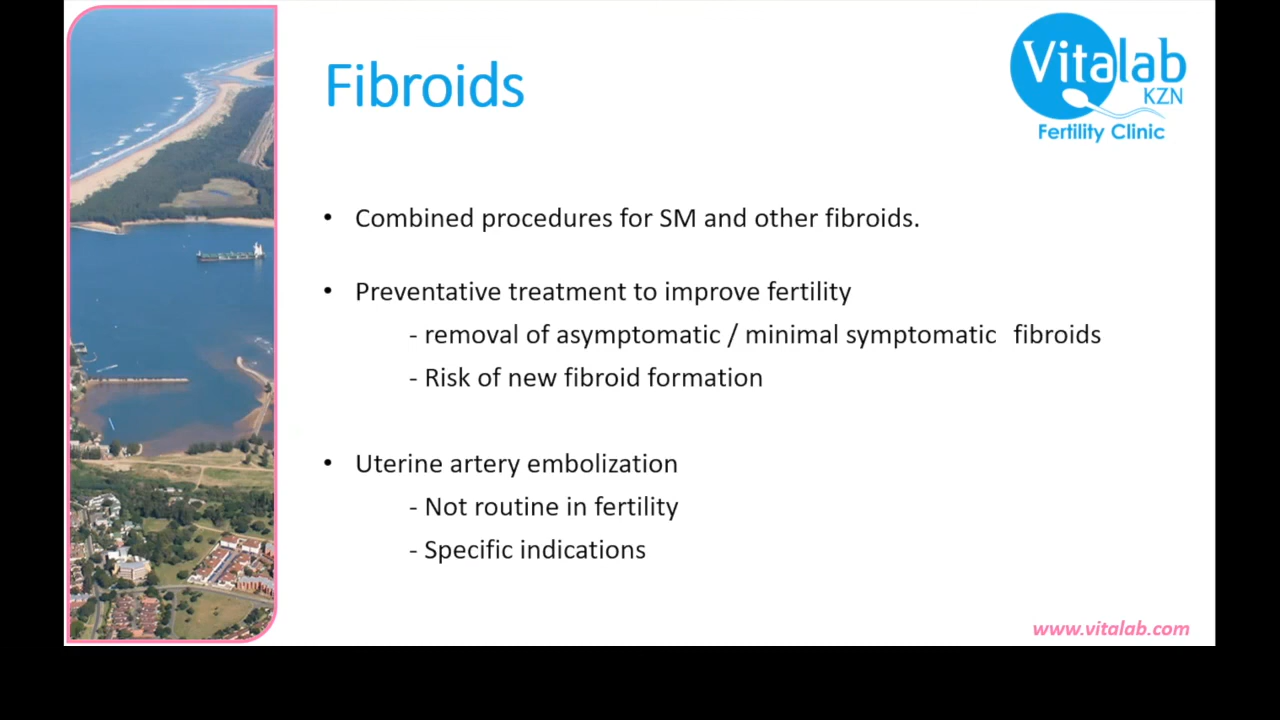 Fibroids
Vitalab
KZN
Fertility Clinic
• Combined procedures for SM and other fibroids.
• Preventative treatment to improve fertility
- removal of asymptomatic / minimal symptomatic fibroids
- Risk of new fibroid formation
• Uterine artery embolization
- Not routine in fertility
- Specific indications
www.vitalab.com